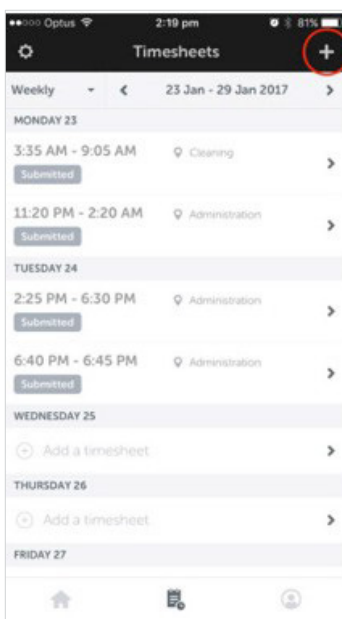 Optus 2:19 pm 81%
Timesheets
Weekly 23 Jan - 29 Jan 2017
MONDAY 23
3:35 AM - 9:05 AM Cleaning
Submitted
11:20 PM - 2:20 AM Administration
Submitted
TUESDAY 24
2:25 PM - 6:30 PM Administration
Submitted
6:40 PM - 6:45 PM Administration
Submitted
WEDNESDAY 25
Add a timesheet
THURSDAY 26
Add a timesheet
FRIDAY 27